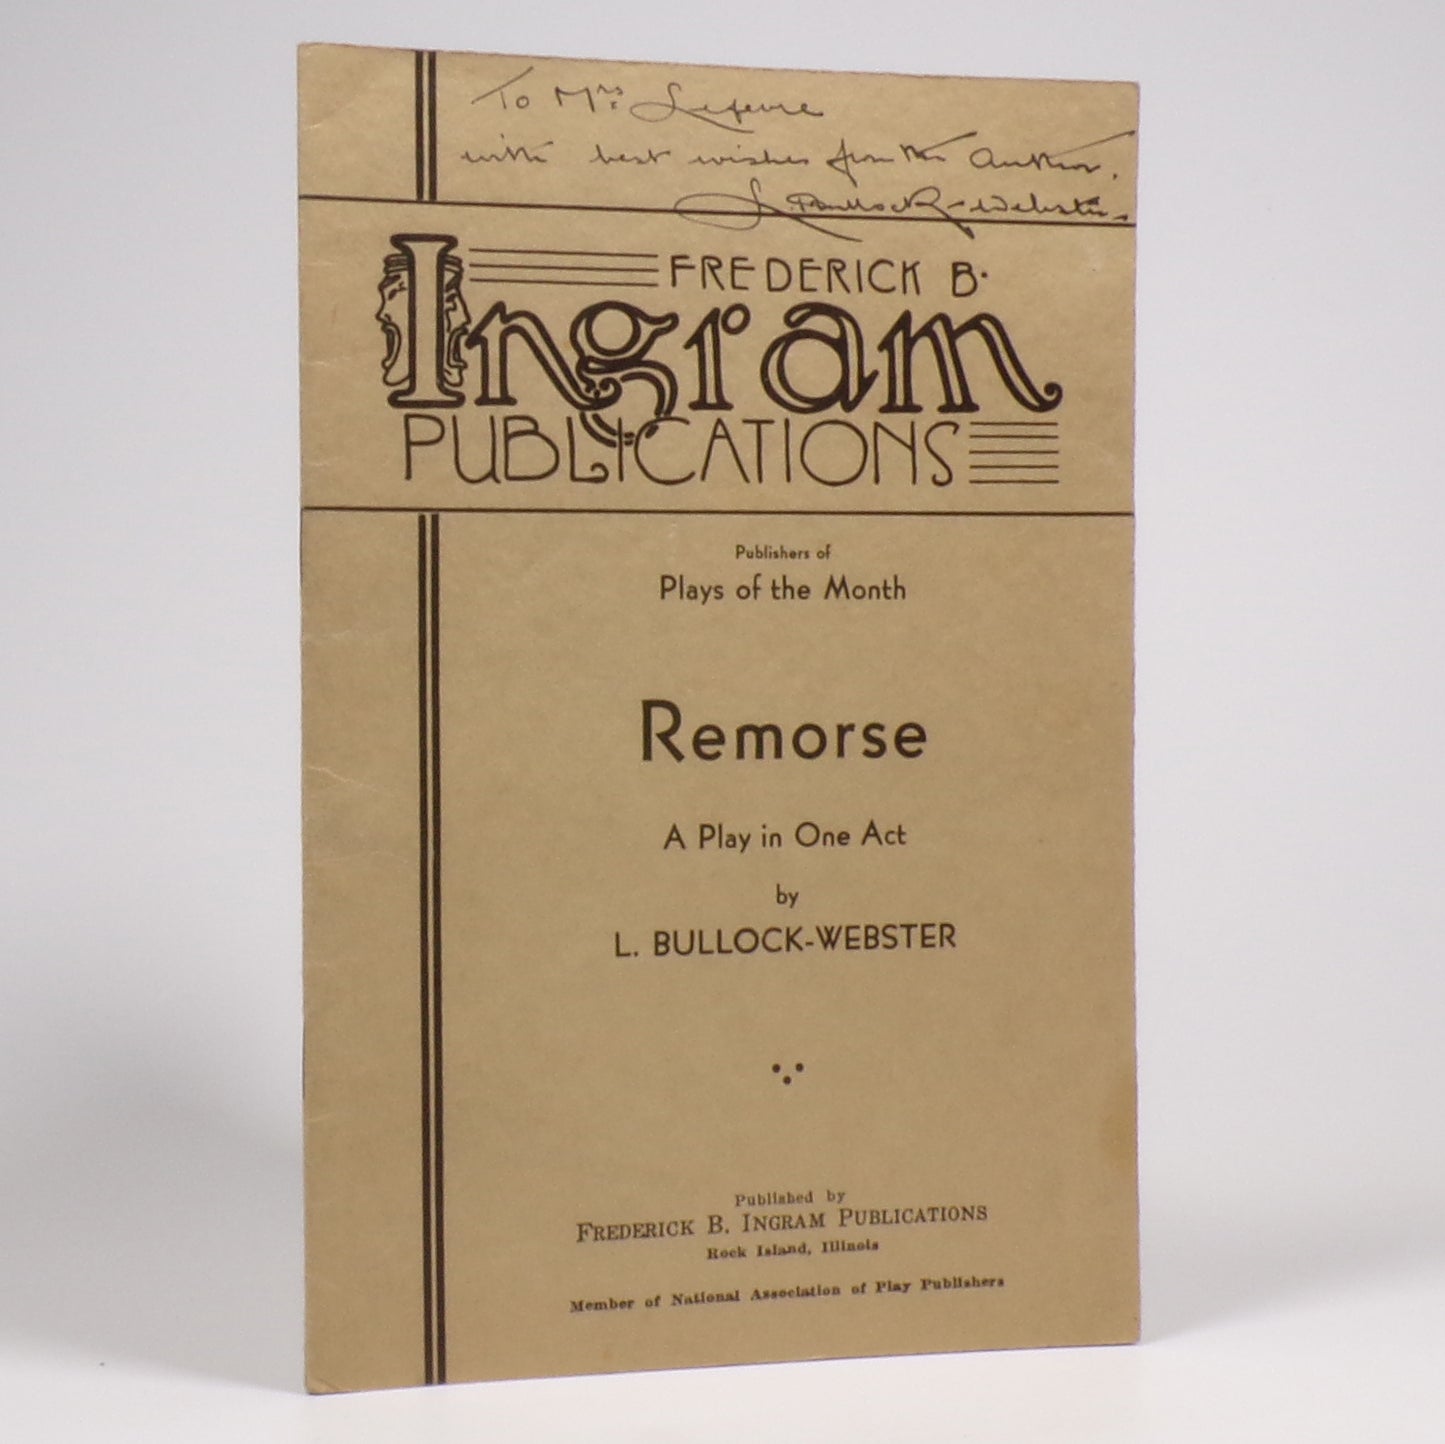 To Mrs Lefevre
with best wishes from the Author.
L. Bullock-Webster.
FREDERICK B.
Ingram
PUBLICATIONS
Publishers of
Plays of the Month
Remorse
A Play in One Act
by
L. BULLOCK-WEBSTER
Published by
FREDERICK B. INGRAM PUBLICATIONS
Rock Island, Illinois
Member of National Association of Play Publishers